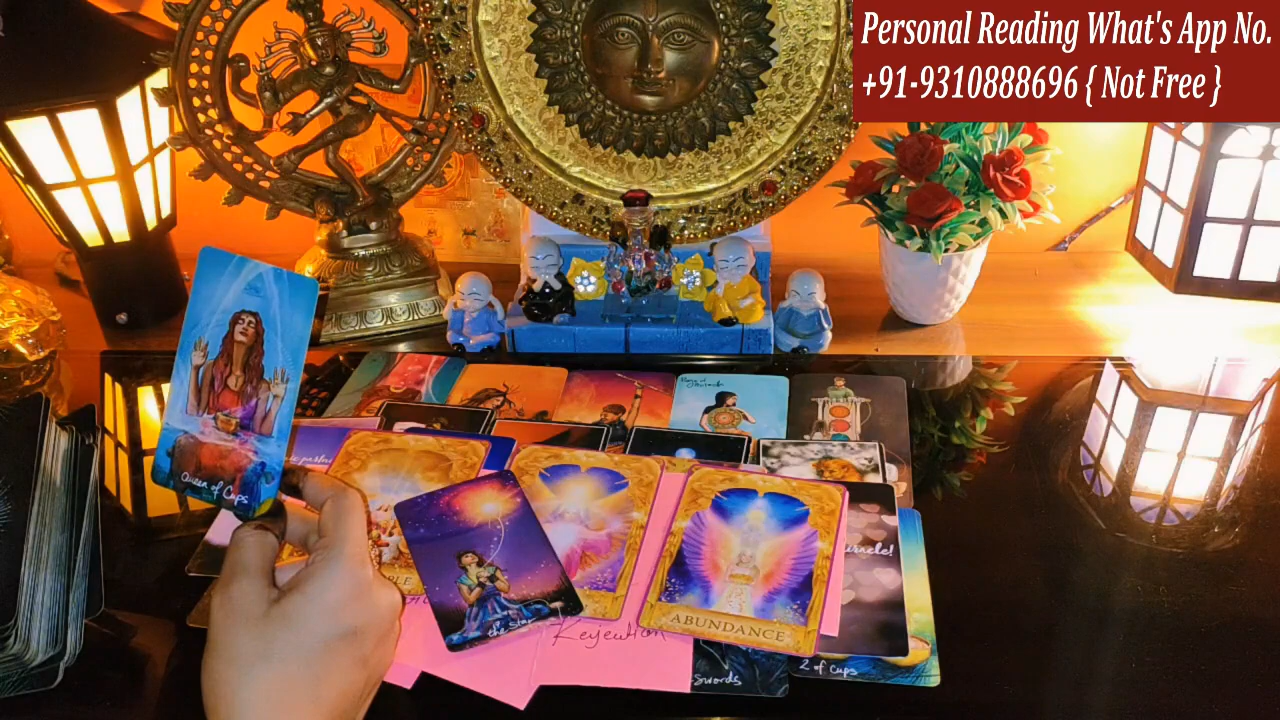 Personal Reading What's App No.
+91-9310888696 { Not Free }
Queen of Cups
the star
ABUNDANCE
Rejection
2 of cups
Swords